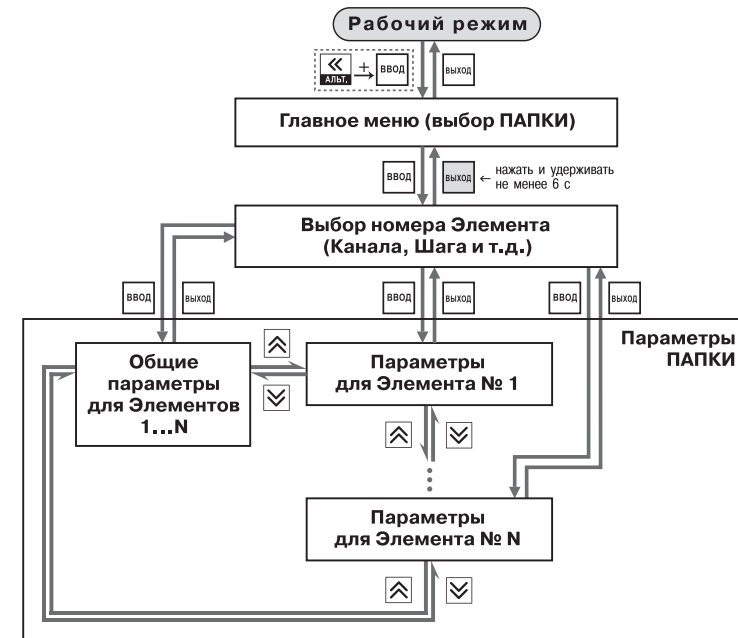 Рабочий режим
АЛЬТ.
+
ВВОД
ВЫХОД
Главное меню (выбор ПАПКИ)
ВВОД
ВЫХОД
← нажать и удерживать
не менее 6 с
Выбор номера Элемента
(Канала, Шага и т.д.)
ВВОД
ВЫХОД
ВВОД
ВЫХОД
ВВОД
ВЫХОД
Параметры
ПАПКИ
Общие
параметры
для Элементов
1...N
Параметры
для Элемента № 1
Параметры
для Элемента № N